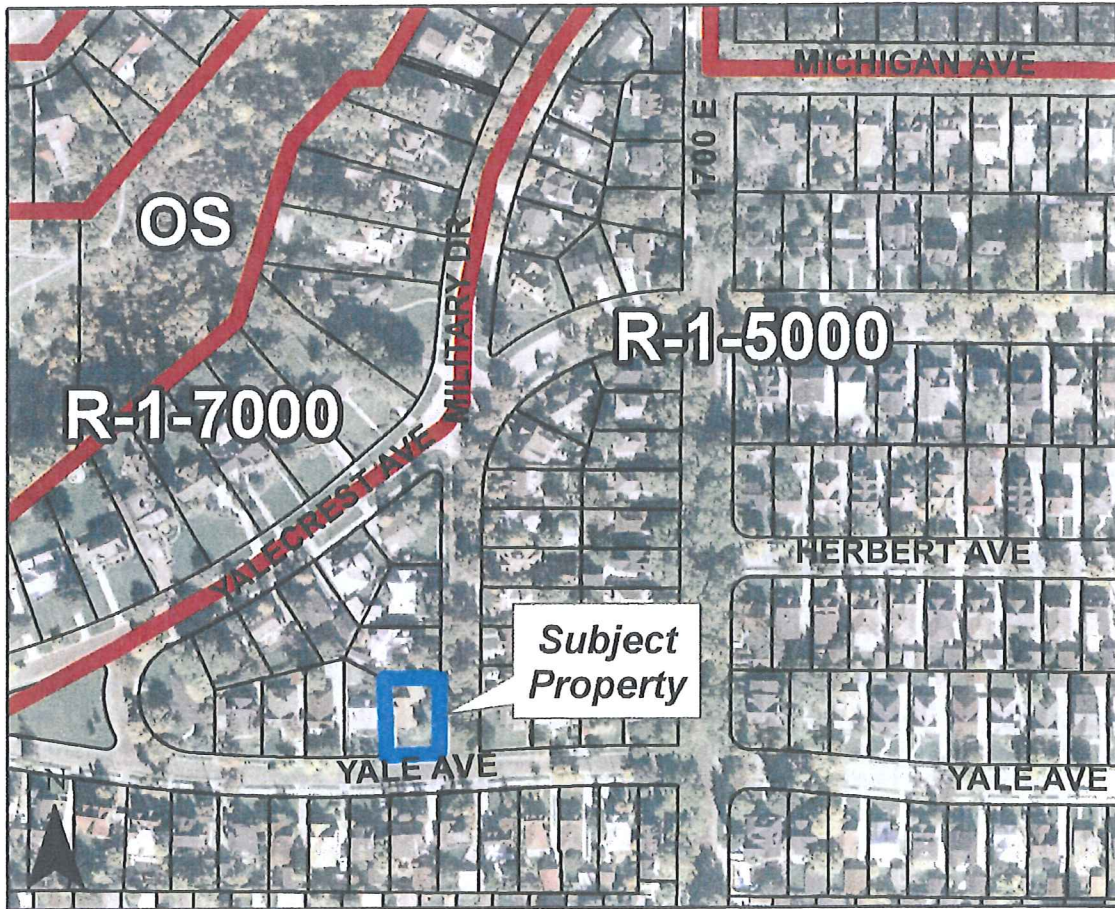 MICHIGAN AVE
1700 E
OS
MILITARY DR
R-1-5000
R-1-7000
YALECREST AVE
HERBERT AVE
Subject
Property
YALE AVE
YALE AVE
N